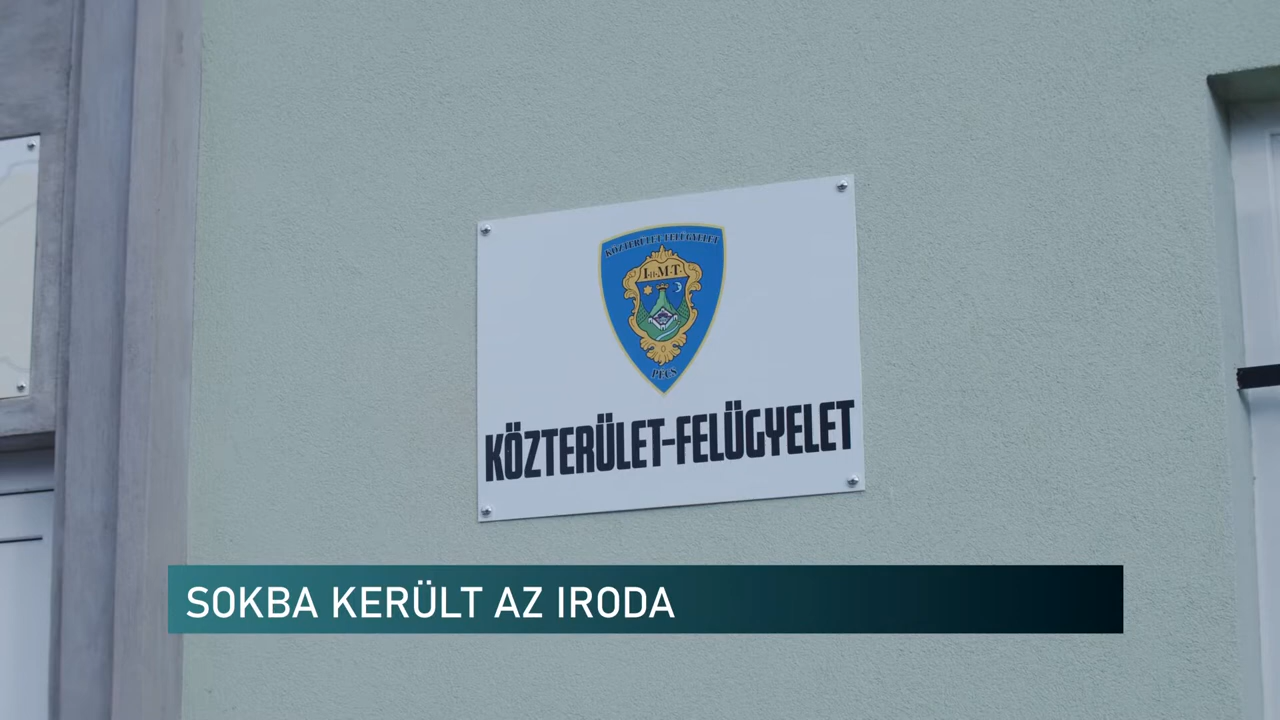 KÖZTERÜLET-FELÜGYELET
I. H. M. T.
PÉCS
KÖZTERÜLET-FELÜGYELET
SOKBA KERÜLT AZ IRODA